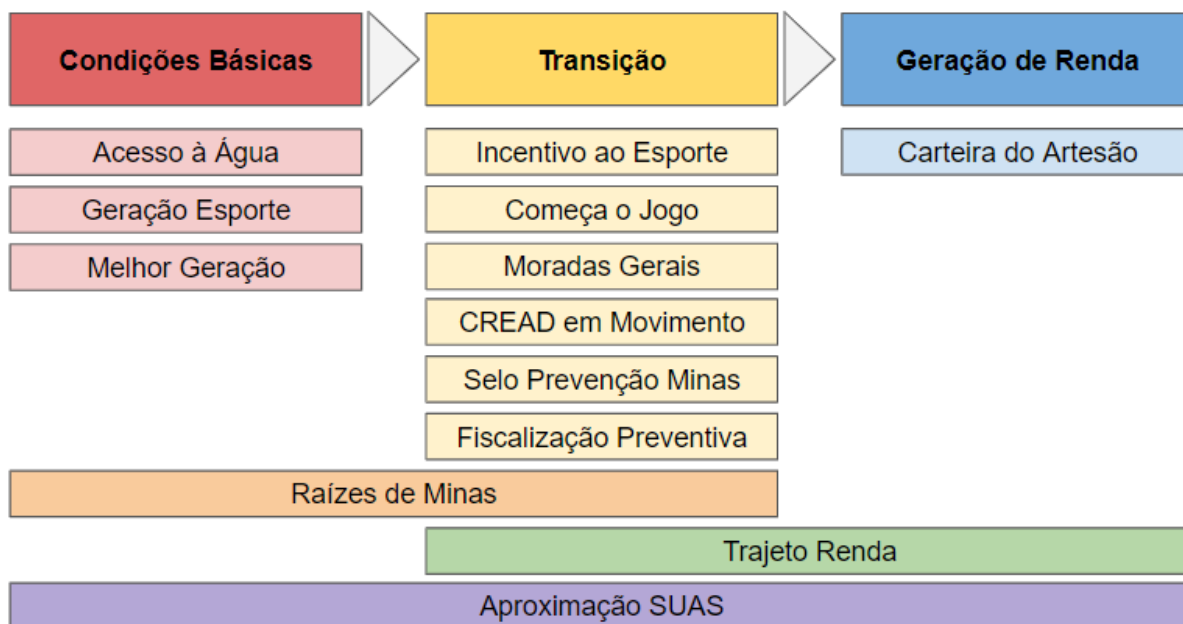 Condições Básicas
Transição
Geração de Renda
Acesso à Água
Incentivo ao Esporte
Carteira do Artesão
Geração Esporte
Começa o Jogo
Melhor Geração
Moradas Gerais
CREAD em Movimento
Selo Prevenção Minas
Fiscalização Preventiva
Raízes de Minas
Trajeto Renda
Aproximação SUAS